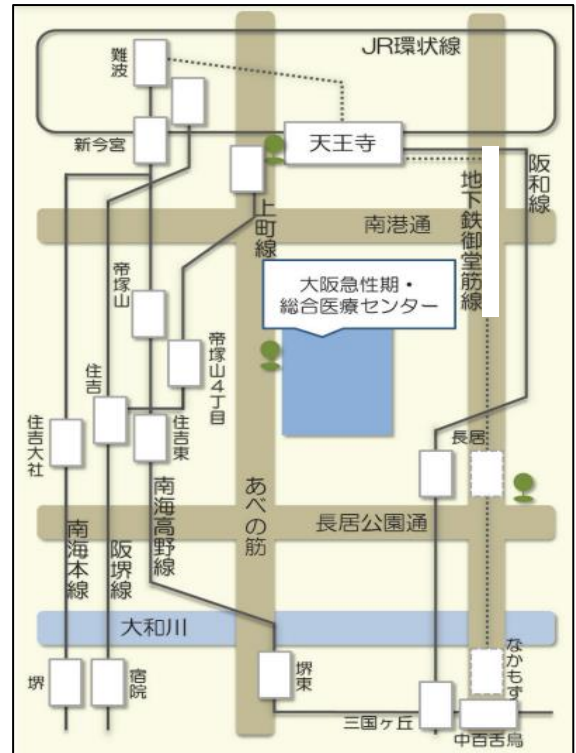 JR環状線
難波
新今宮
天王寺
阪和線
地下鉄御堂筋線
上町線
南港通
大阪急性期・
総合医療センター
帝塚山
帝塚山4丁目
住吉
住吉大社
住吉東
長居
あべの筋
南海高野線
南海本線
阪堺線
長居公園通
大和川
堺
宿院
堺東
三国ヶ丘
なかもず
中百舌鳥